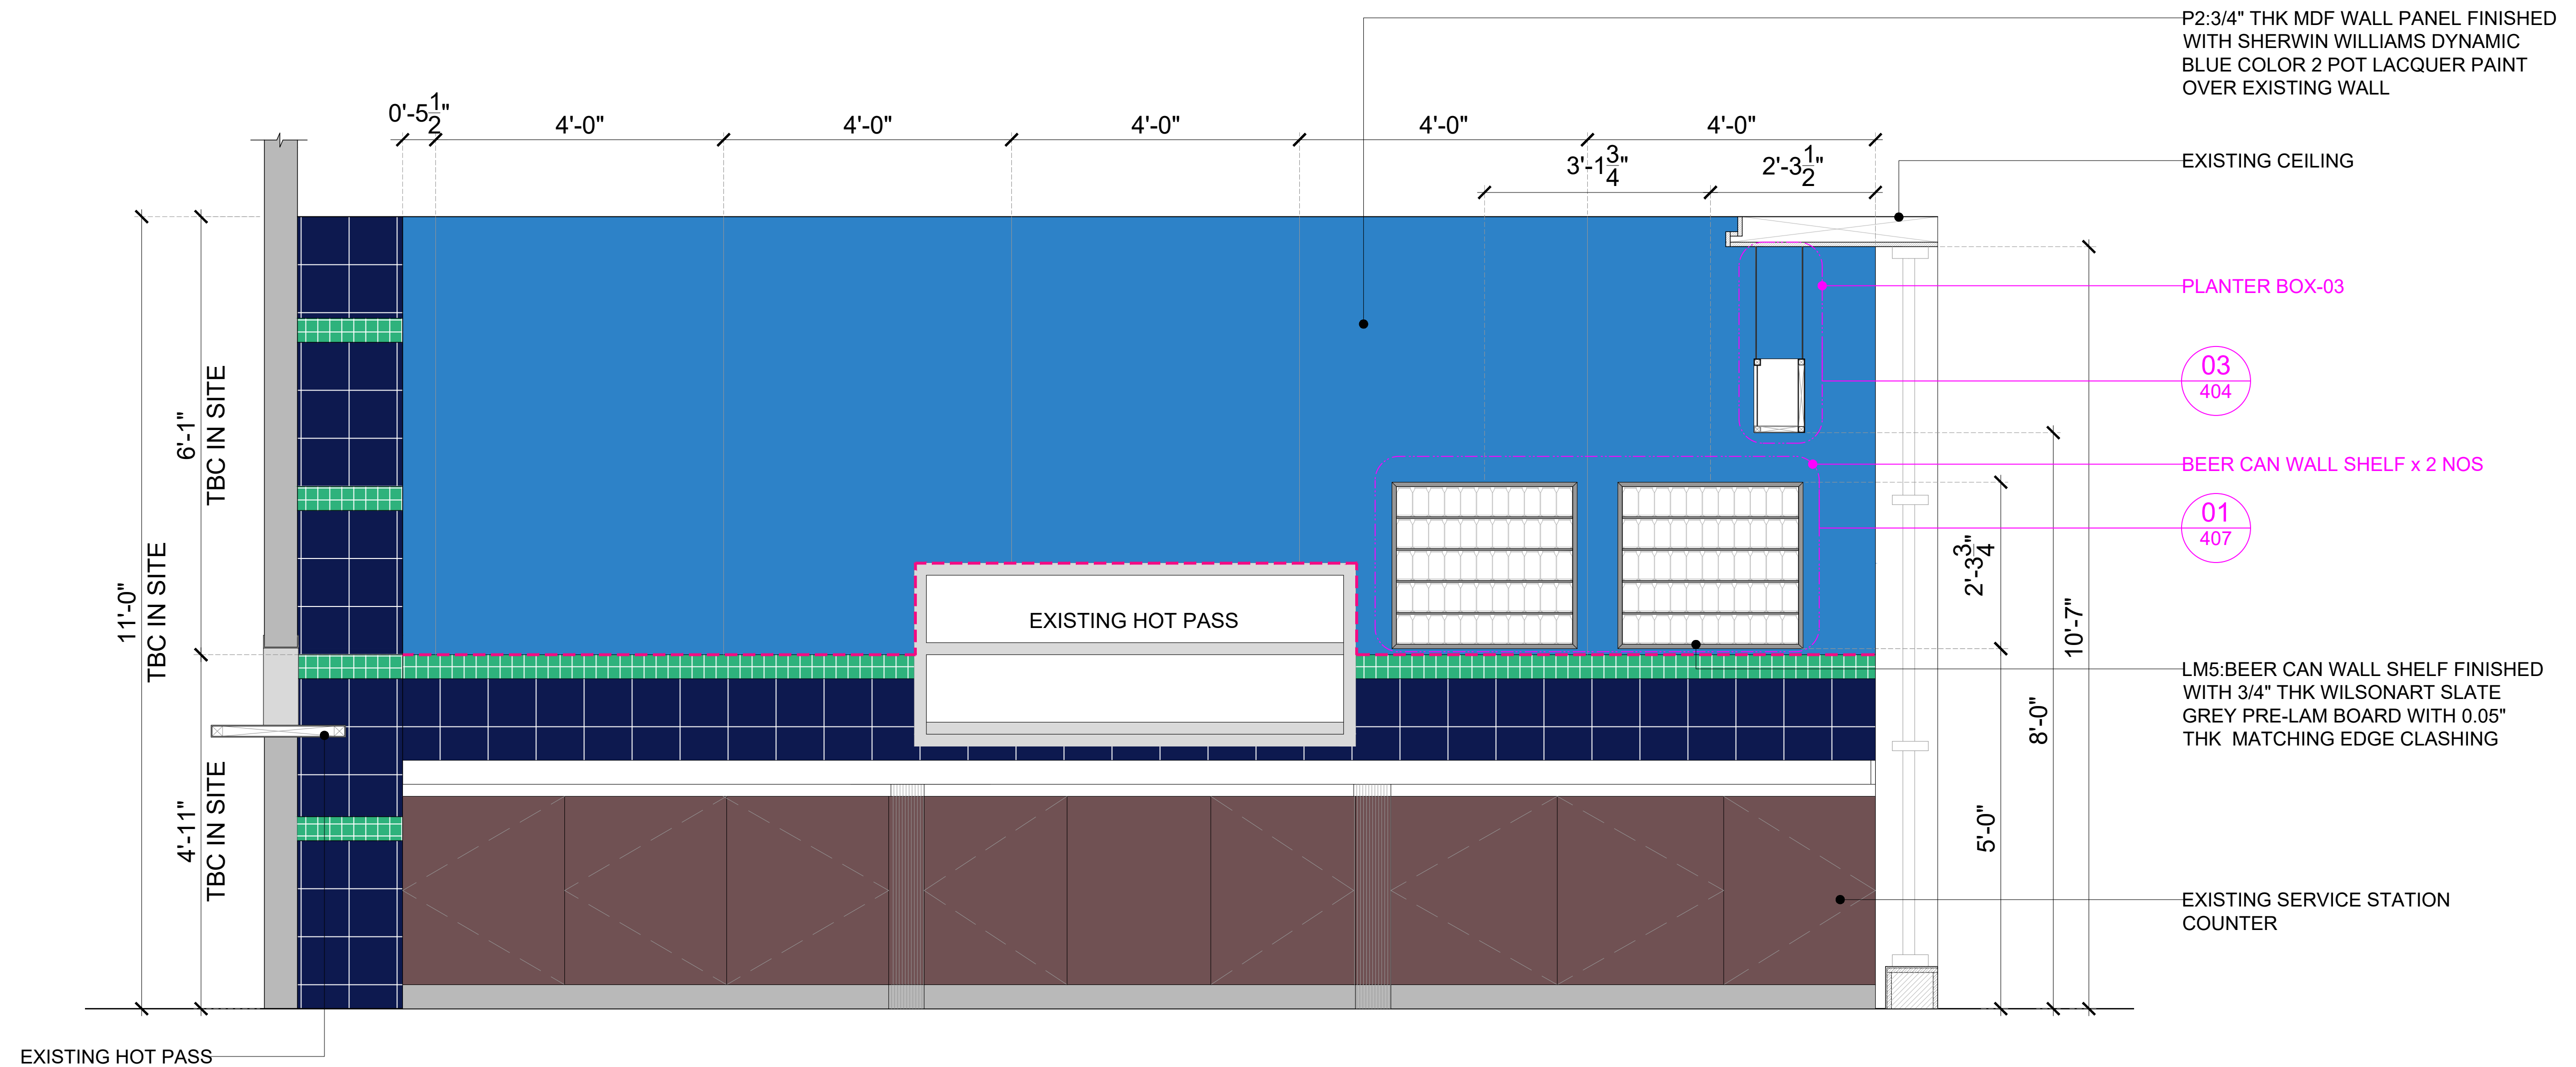 P2:3/4" THK MDF WALL PANEL FINISHED
WITH SHERWIN WILLIAMS DYNAMIC
BLUE COLOR 2 POT LACQUER PAINT
OVER EXISTING WALL
0'-5 1/2"
4'-0"
4'-0"
4'-0"
4'-0"
4'-0"
3'-1 3/4"
2'-3 1/2"
EXISTING CEILING
PLANTER BOX-03
03
404
BEER CAN WALL SHELF x 2 NOS
01
407
6'-1"
TBC IN SITE
11'-0"
TBC IN SITE
4'-11"
TBC IN SITE
EXISTING HOT PASS
2'-3 3/4"
10'-7"
8'-0"
5'-0"
LM5:BEER CAN WALL SHELF FINISHED
WITH 3/4" THK WILSONART SLATE
GREY PRE-LAM BOARD WITH 0.05"
THK MATCHING EDGE CLASHING
EXISTING SERVICE STATION
COUNTER
EXISTING HOT PASS